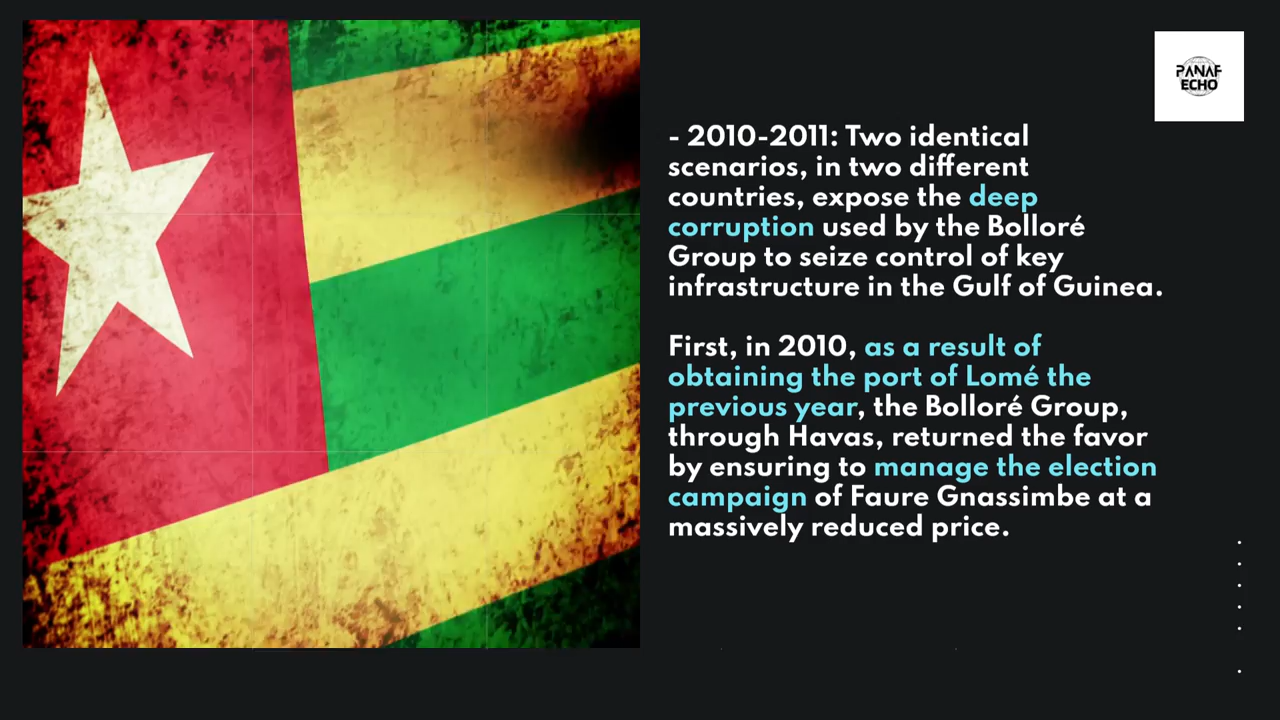 PANAF
ECHO
- 2010-2011: Two identical
scenarios, in two different
countries, expose the deep
corruption used by the Bolloré
Group to seize control of key
infrastructure in the Gulf of Guinea.
First, in 2010, as a result of
obtaining the port of Lomé the
previous year, the Bolloré Group,
through Havas, returned the favor
by ensuring to manage the election
campaign of Faure Gnassimbe at a
massively reduced price.